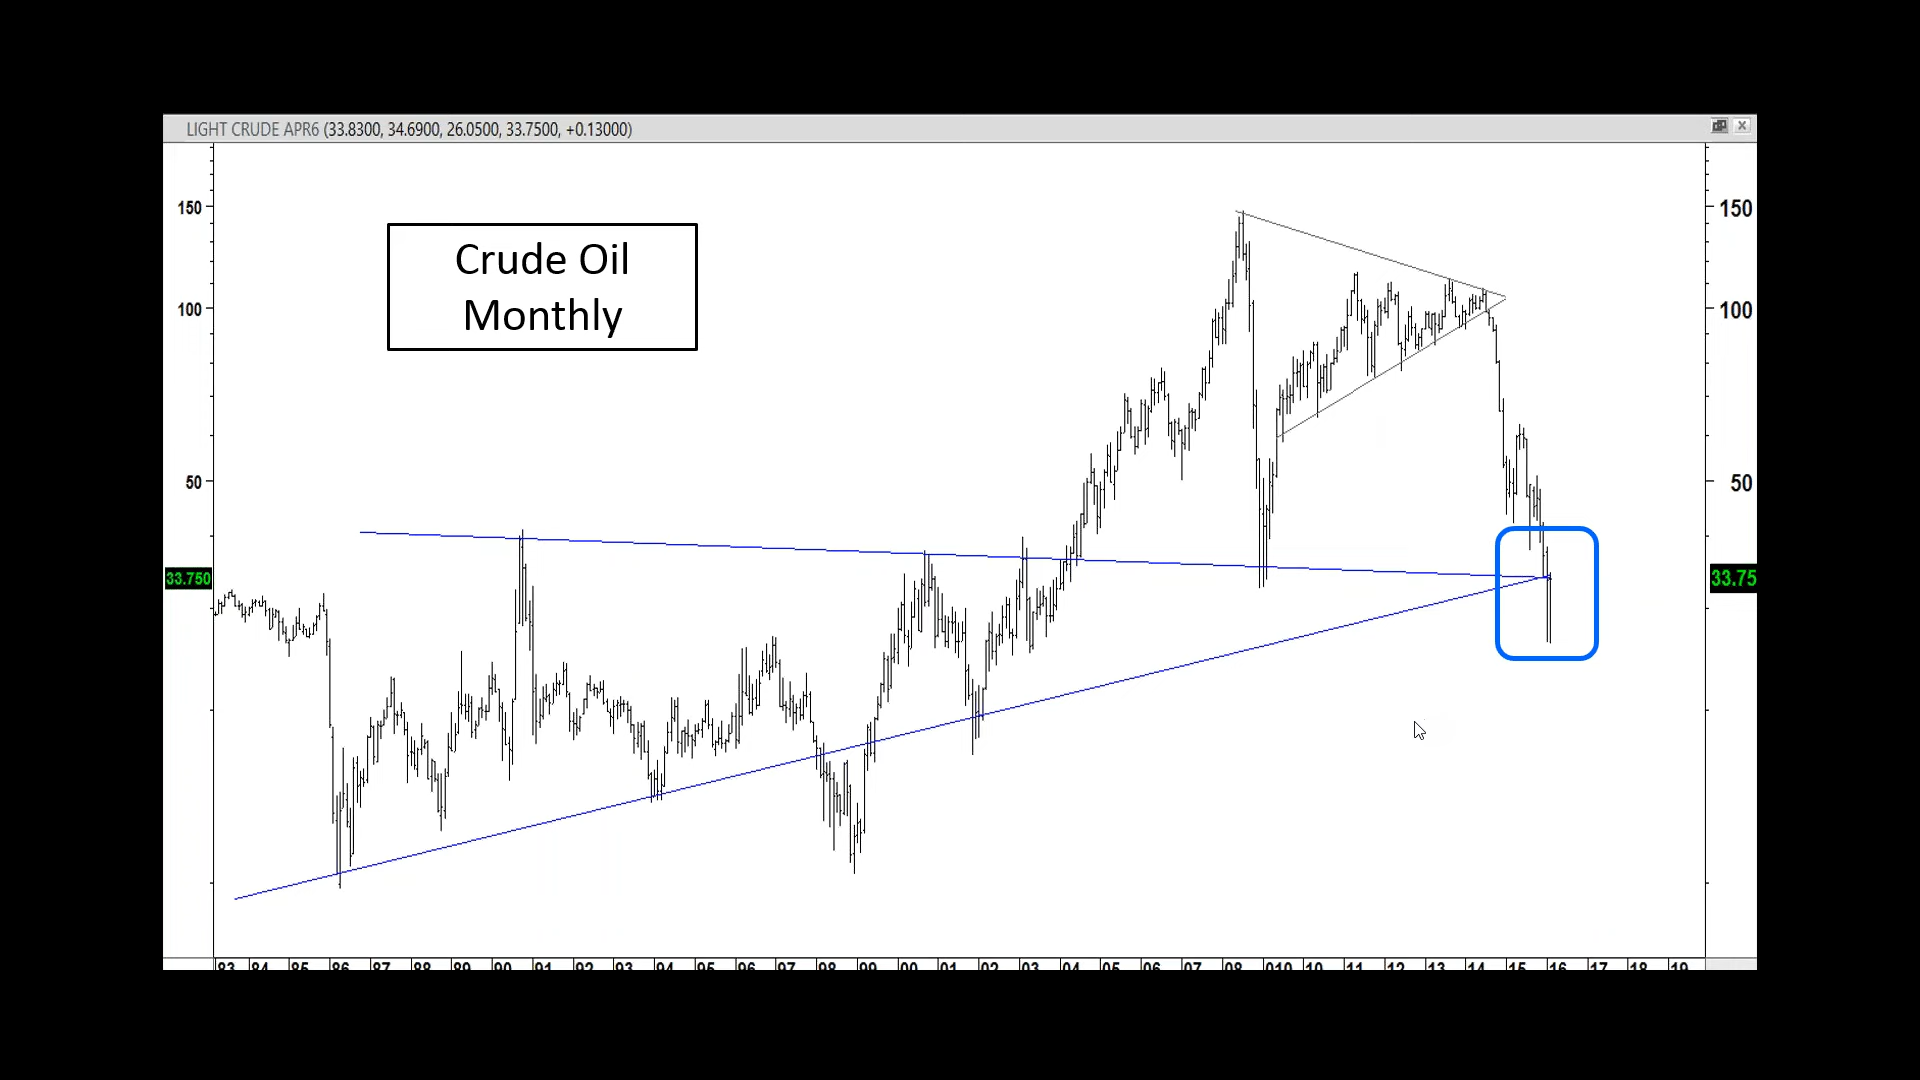 LIGHT CRUDE APR6 (33.8300, 34.6900, 26.0500, 33.7500, +0.13000)
Crude Oil
Monthly
150
150
100
100
50
50
33.750
33.75
83 84 85 86 87 88 89 90 91 92 93 94 95 96 97 98 99 00 01 02 03 04 05 06 07 08 010 10 11 12 13 14 15 16 17 18 19